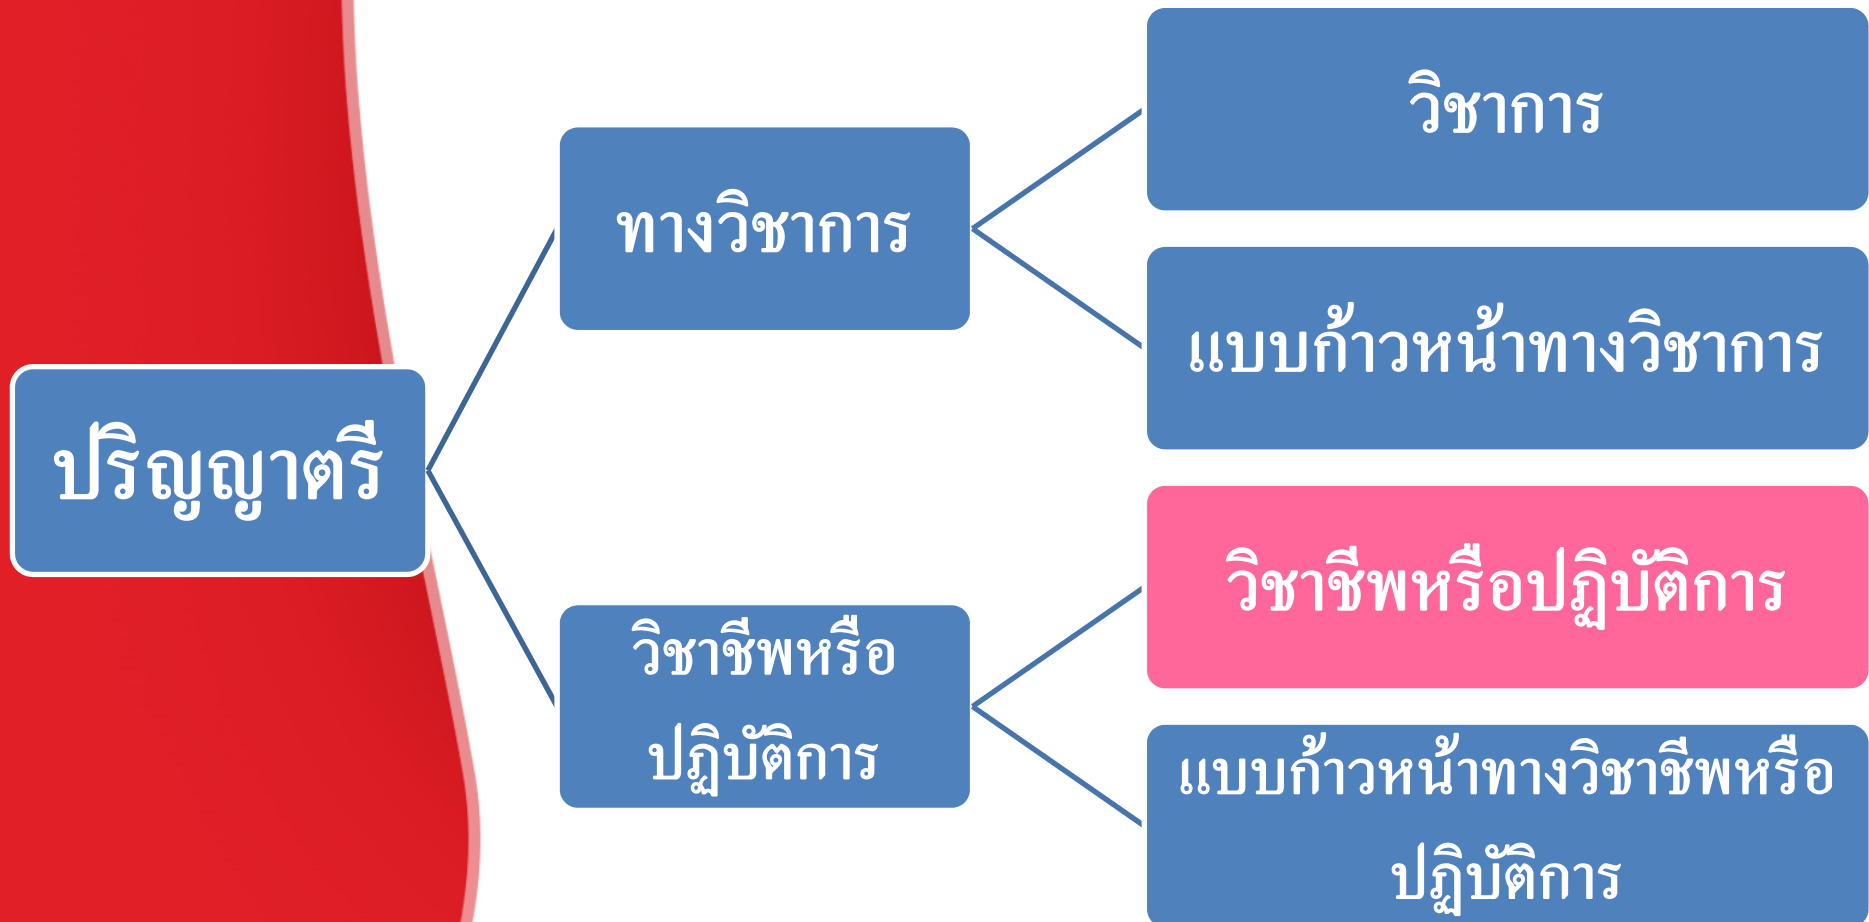 ปริญญาตรี
ทางวิชาการ
วิชาการ
แบบก้าวหน้าทางวิชาการ
วิชาชีพหรือ
ปฏิบัติการ
วิชาชีพหรือปฏิบัติการ
แบบก้าวหน้าทางวิชาชีพหรือ
ปฏิบัติการ